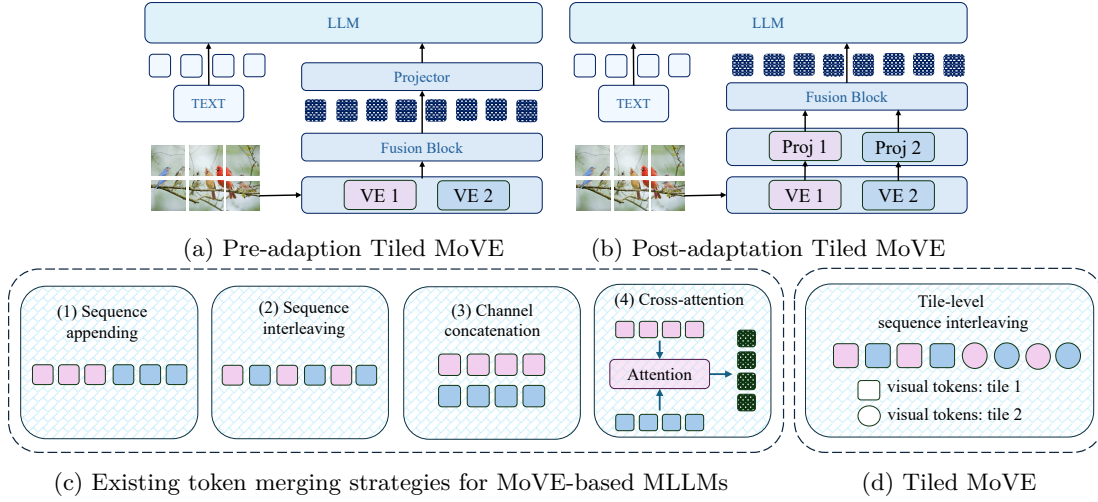 LLM
TEXT
Projector
Fusion Block
VE 1
VE 2
(a) Pre-adaption Tiled MoVE
LLM
TEXT
Fusion Block
Proj 1
Proj 2
VE 1
VE 2
(b) Post-adaptation Tiled MoVE
(1) Sequence
appending
(2) Sequence
interleaving
(3) Channel
concatenation
(4) Cross-attention
Attention
(c) Existing token merging strategies for MoVE-based MLLMs
Tile-level
sequence interleaving
visual tokens: tile 1
visual tokens: tile 2
(d) Tiled MoVE